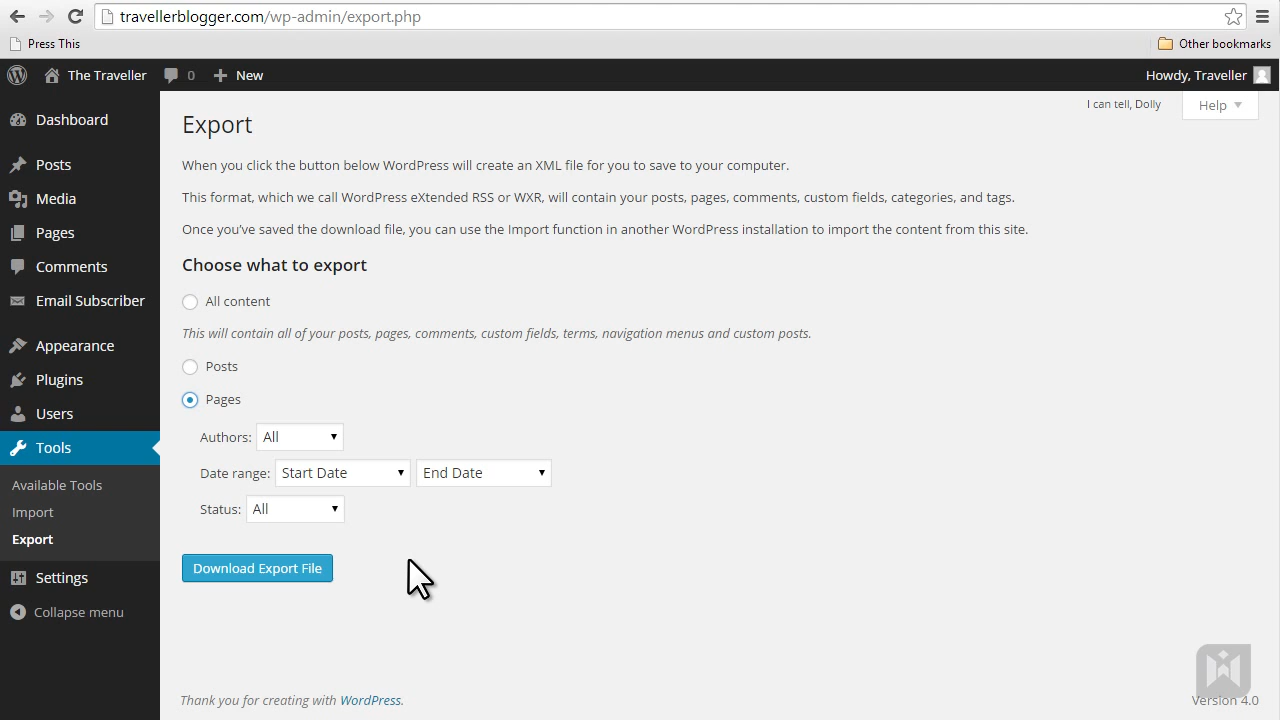 travellerblogger.com/wp-admin/export.php
Press This
Other bookmarks
The Traveller 0 New
Howdy, Traveller
I can tell, Dolly
Help
Dashboard
Posts
Media
Pages
Comments
Email Subscriber
Appearance
Plugins
Users
Tools
Available Tools
Import
Export
Settings
Collapse menu
Export
When you click the button below WordPress will create an XML file for you to save to your computer.
This format, which we call WordPress eXtended RSS or WXR, will contain your posts, pages, comments, custom fields, categories, and tags.
Once you've saved the download file, you can use the Import function in another WordPress installation to import the content from this site.
Choose what to export
All content
This will contain all of your posts, pages, comments, custom fields, terms, navigation menus and custom posts.
Posts
Pages
Authors: All
Date range: Start Date End Date
Status: All
Download Export File
Thank you for creating with WordPress.
Version 4.0